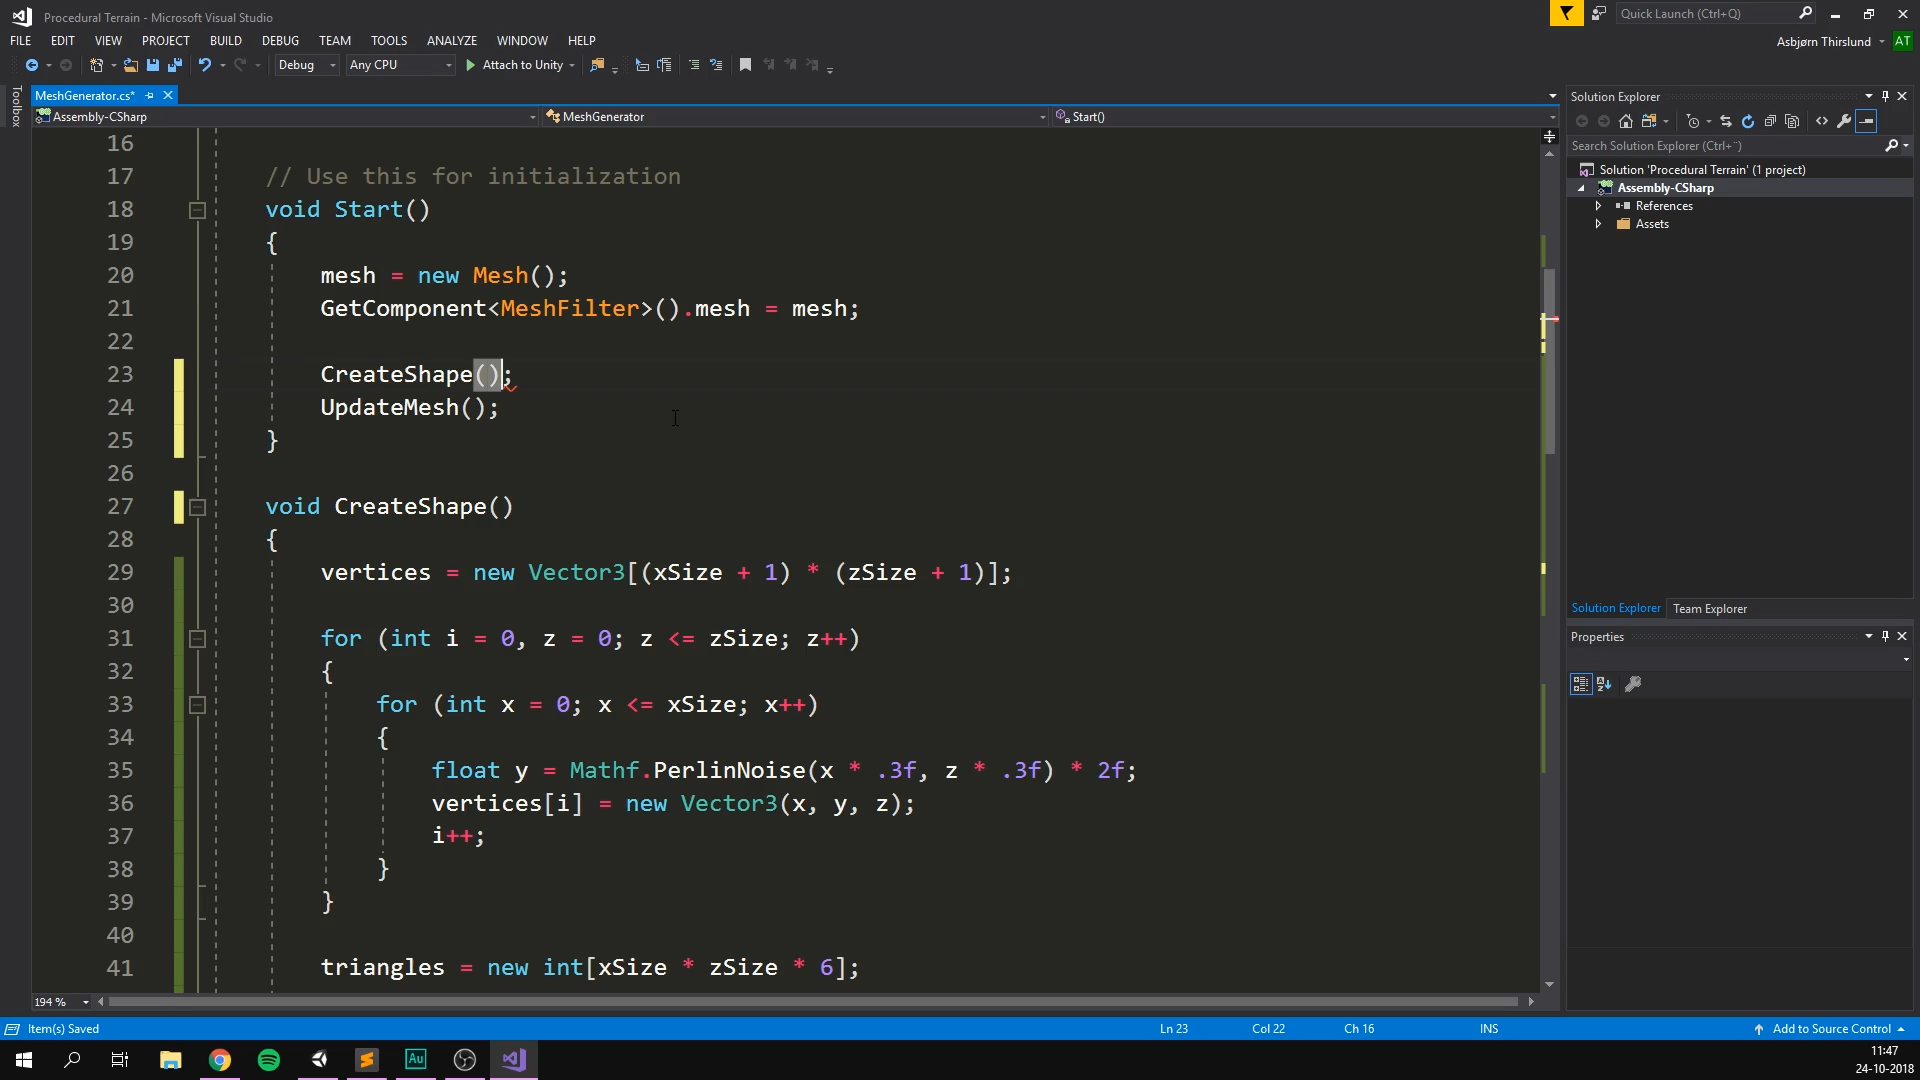 Procedural Terrain - Microsoft Visual Studio
Quick Launch (Ctrl+Q)
FILE EDIT VIEW PROJECT BUILD DEBUG TEAM TOOLS ANALYZE WINDOW HELP
Asbjørn Thirslund AT
Debug Any CPU Attach to Unity
Toolbox
MeshGenerator.cs*
Assembly-CSharp MeshGenerator Start()
16
17 // Use this for initialization
18 void Start()
19 {
20 mesh = new Mesh();
21 GetComponent<MeshFilter>().mesh = mesh;
22
23 CreateShape();
24 UpdateMesh();
25 }
26
27 void CreateShape()
28 {
29 vertices = new Vector3[(xSize + 1) * (zSize + 1)];
30
31 for (int i = 0, z = 0; z <= zSize; z++)
32 {
33 for (int x = 0; x <= xSize; x++)
34 {
35 float y = Mathf.PerlinNoise(x * .3f, z * .3f) * 2f;
36 vertices[i] = new Vector3(x, y, z);
37 i++;
38 }
39 }
40
41 triangles = new int[xSize * zSize * 6];
194 %
Solution Explorer
Search Solution Explorer (Ctrl+¨)
Solution 'Procedural Terrain' (1 project)
Assembly-CSharp
References
Assets
Solution Explorer Team Explorer
Properties
Item(s) Saved Ln 23 Col 22 Ch 16 INS Add to Source Control
Au
11:47
24-10-2018